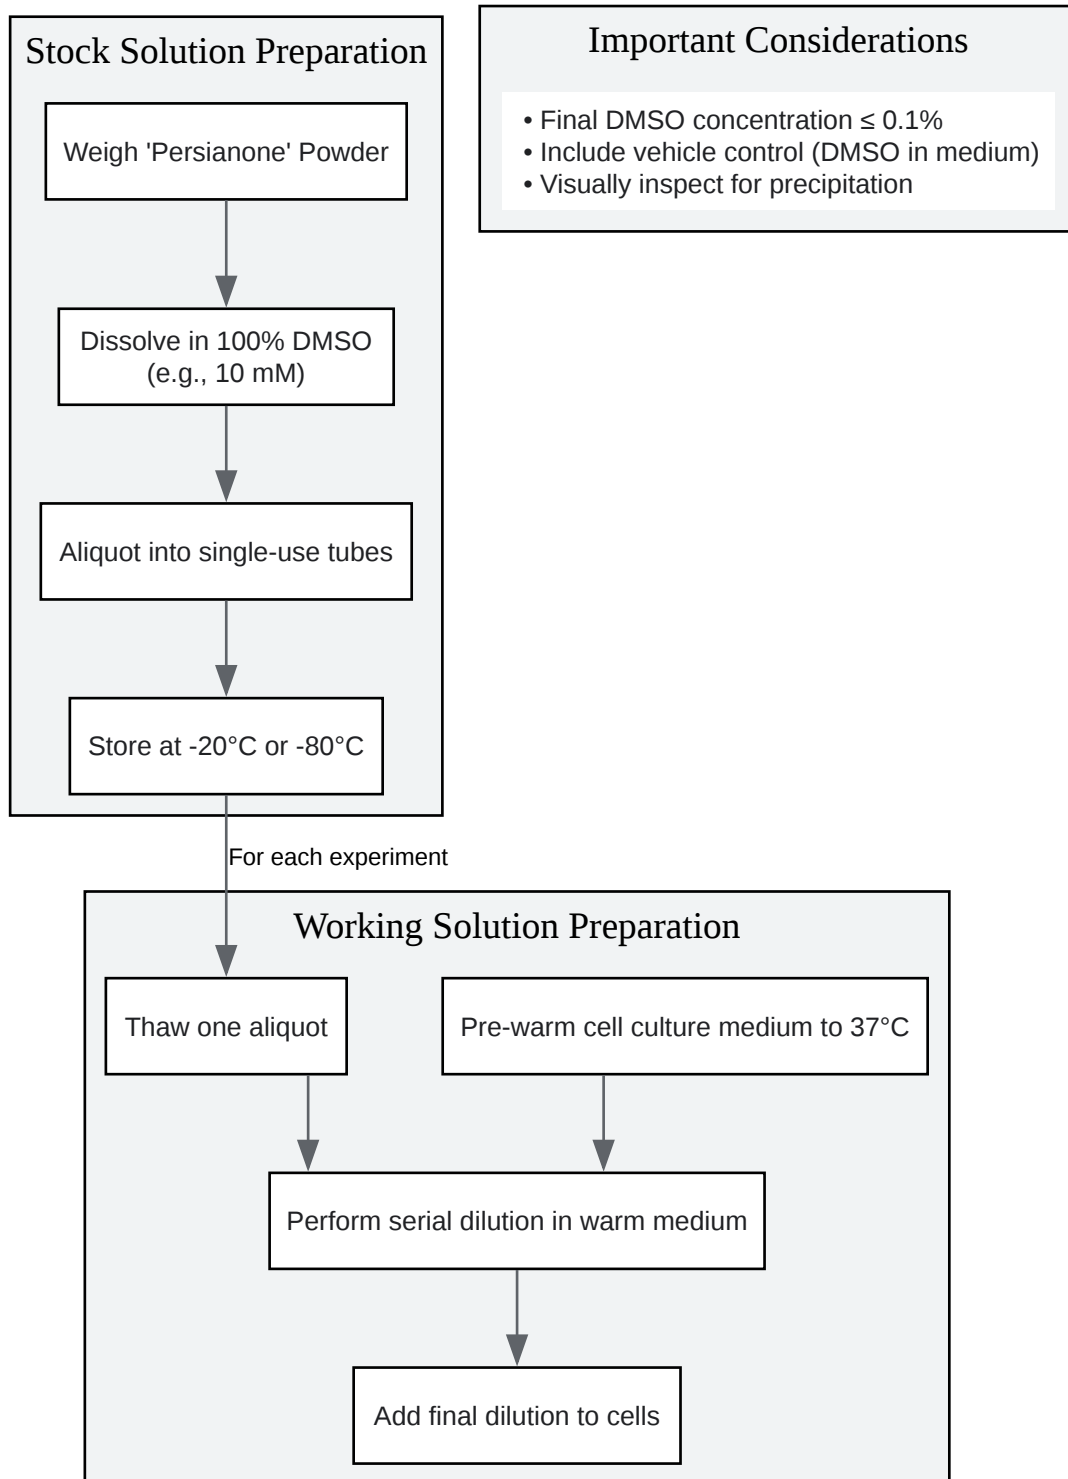 Stock Solution Preparation
Weigh 'Persianone' Powder
Dissolve in 100% DMSO
(e.g., 10 mM)
Aliquot into single-use tubes
Store at -20°C or -80°C
Important Considerations
• Final DMSO concentration ≤ 0.1%
• Include vehicle control (DMSO in medium)
• Visually inspect for precipitation
For each experiment
Working Solution Preparation
Thaw one aliquot
Pre-warm cell culture medium to 37°C
Perform serial dilution in warm medium
Add final dilution to cells